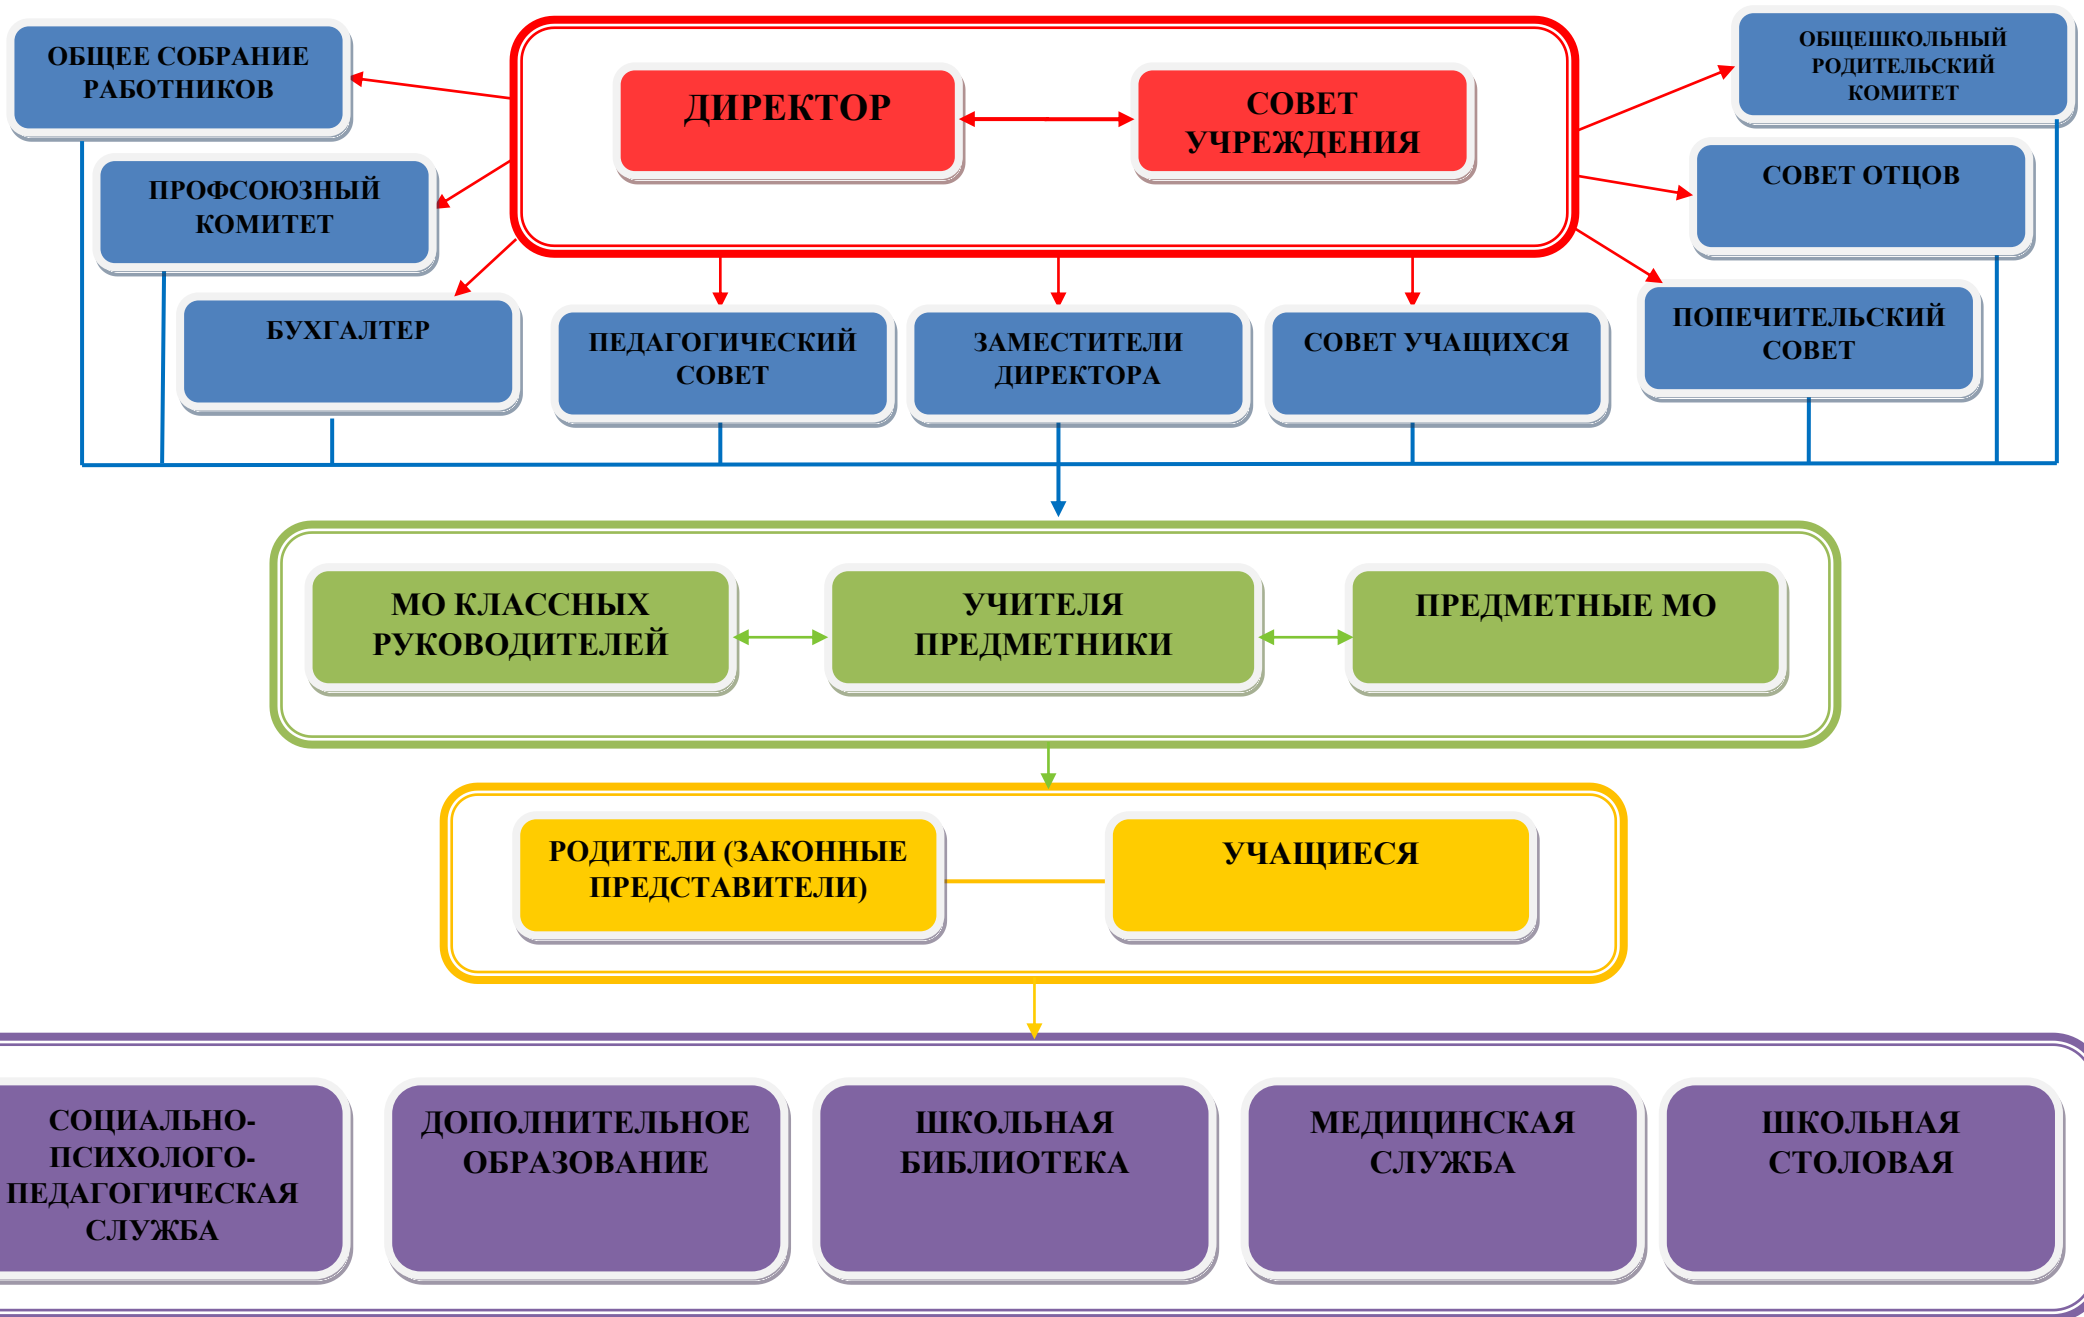 ОБЩЕЕ СОБРАНИЕ
РАБОТНИКОВ
ДИРЕКТОР
СОВЕТ
УЧРЕЖДЕНИЯ
ОБЩЕШКОЛЬНЫЙ
РОДИТЕЛЬСКИЙ
КОМИТЕТ
ПРОФСОЮЗНЫЙ
КОМИТЕТ
СОВЕТ ОТЦОВ
БУХГАЛТЕР
ПЕДАГОГИЧЕСКИЙ
СОВЕТ
ЗАМЕСТИТЕЛИ
ДИРЕКТОРА
СОВЕТ УЧАЩИХСЯ
ПОПЕЧИТЕЛЬСКИЙ
СОВЕТ
МО КЛАССНЫХ
РУКОВОДИТЕЛЕЙ
УЧИТЕЛЯ
ПРЕДМЕТНИКИ
ПРЕДМЕТНЫЕ МО
РОДИТЕЛИ (ЗАКОННЫЕ
ПРЕДСТАВИТЕЛИ)
УЧАЩИЕСЯ
СОЦИАЛЬНО-
ПСИХОЛОГО-
ПЕДАГОГИЧЕСКАЯ
СЛУЖБА
ДОПОЛНИТЕЛЬНОЕ
ОБРАЗОВАНИЕ
ШКОЛЬНАЯ
БИБЛИОТЕКА
МЕДИЦИНСКАЯ
СЛУЖБА
ШКОЛЬНАЯ
СТОЛОВАЯ